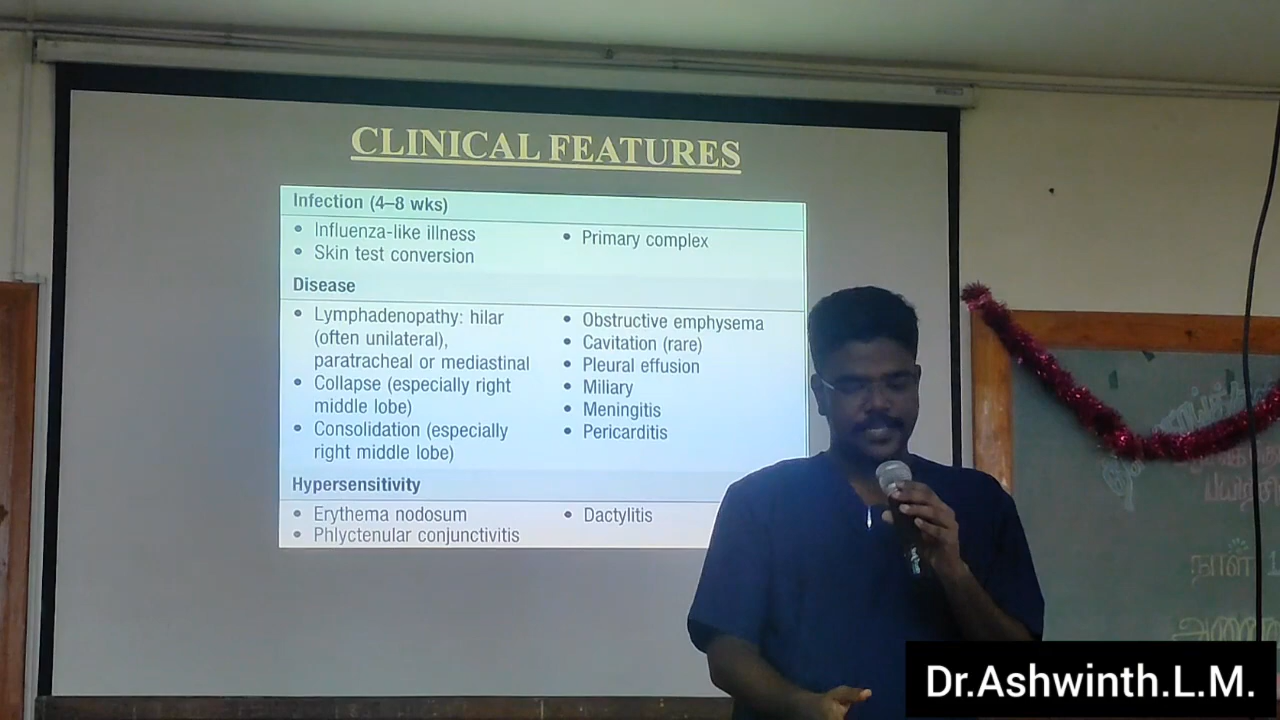 CLINICAL FEATURES
Infection (4–8 wks)
• Influenza-like illness
• Skin test conversion
• Primary complex
Disease
• Lymphadenopathy: hilar
(often unilateral),
paratracheal or mediastinal
• Collapse (especially right
middle lobe)
• Consolidation (especially
right middle lobe)
• Obstructive emphysema
• Cavitation (rare)
• Pleural effusion
• Miliary
• Meningitis
• Pericarditis
Hypersensitivity
• Erythema nodosum
• Phlyctenular conjunctivitis
• Dactylitis
நாள்
Dr.Ashwinth.L.M.